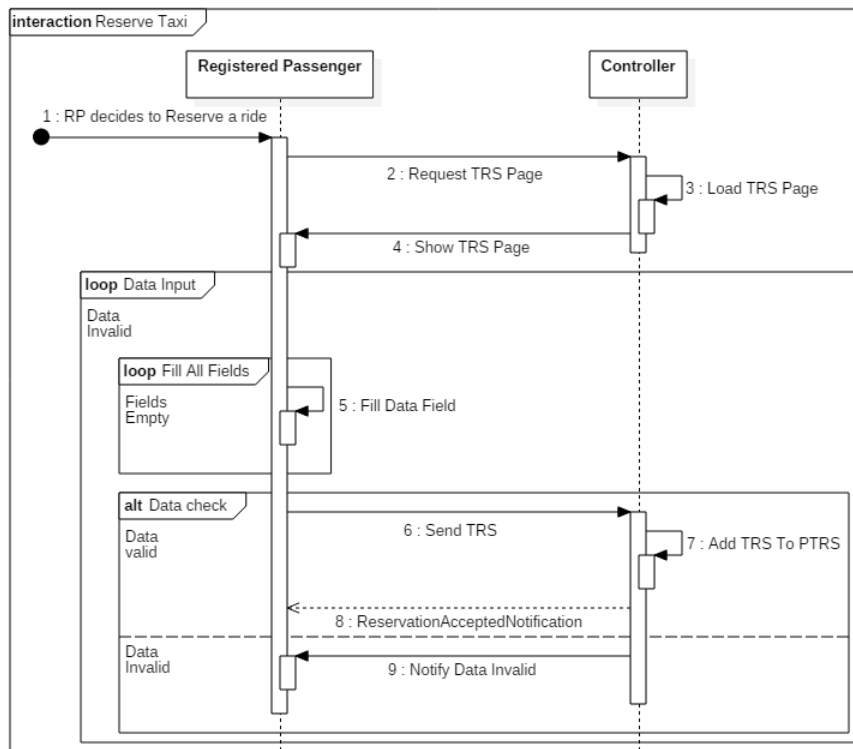 interaction Reserve Taxi
Registered Passenger
Controller
1 : RP decides to Reserve a ride
2 : Request TRS Page
3 : Load TRS Page
4 : Show TRS Page
loop Data Input
Data
Invalid
loop Fill All Fields
Fields
Empty
5 : Fill Data Field
alt Data check
Data
valid
6 : Send TRS
7 : Add TRS To PTRS
8 : ReservationAcceptedNotification
Data
Invalid
9 : Notify Data Invalid